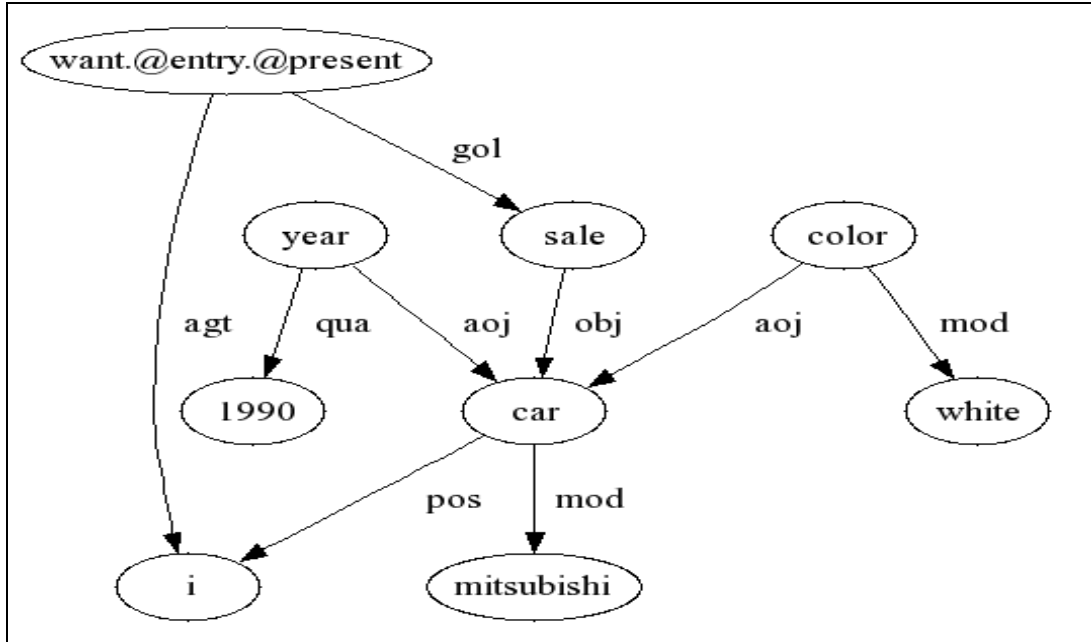 want.@entry.@present
gol
year
sale
color
agt
qua
aoj
obj
aoj
mod
1990
car
white
pos
mod
i
mitsubishi